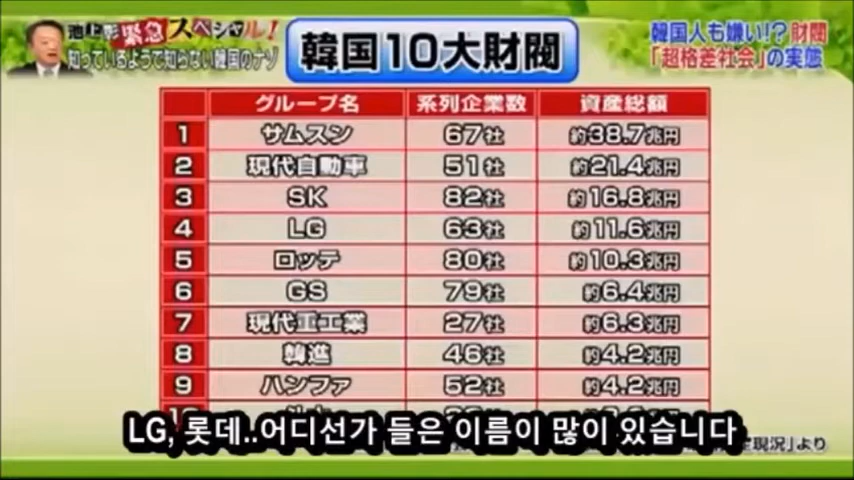 池上彰緊急スペシャル!
知っているようで知らない韓国のナゾ
韓国10大財閥
韓国人も嫌い!?財閥
「超格差社会」の実態
グループ名 系列企業数 資産総額
1 サムスン 67社 約38.7兆円
2 現代自動車 51社 約21.4兆円
3 SK 82社 約16.8兆円
4 LG 63社 約11.6兆円
5 ロッテ 80社 約10.3兆円
6 GS 79社 約6.4兆円
7 現代重工業 27社 約6.3兆円
8 韓進 46社 約4.2兆円
9 ハンファ 52社 約4.2兆円
10
LG, 롯데..어디선가 들은 이름이 많이 있습니다
定現況」より